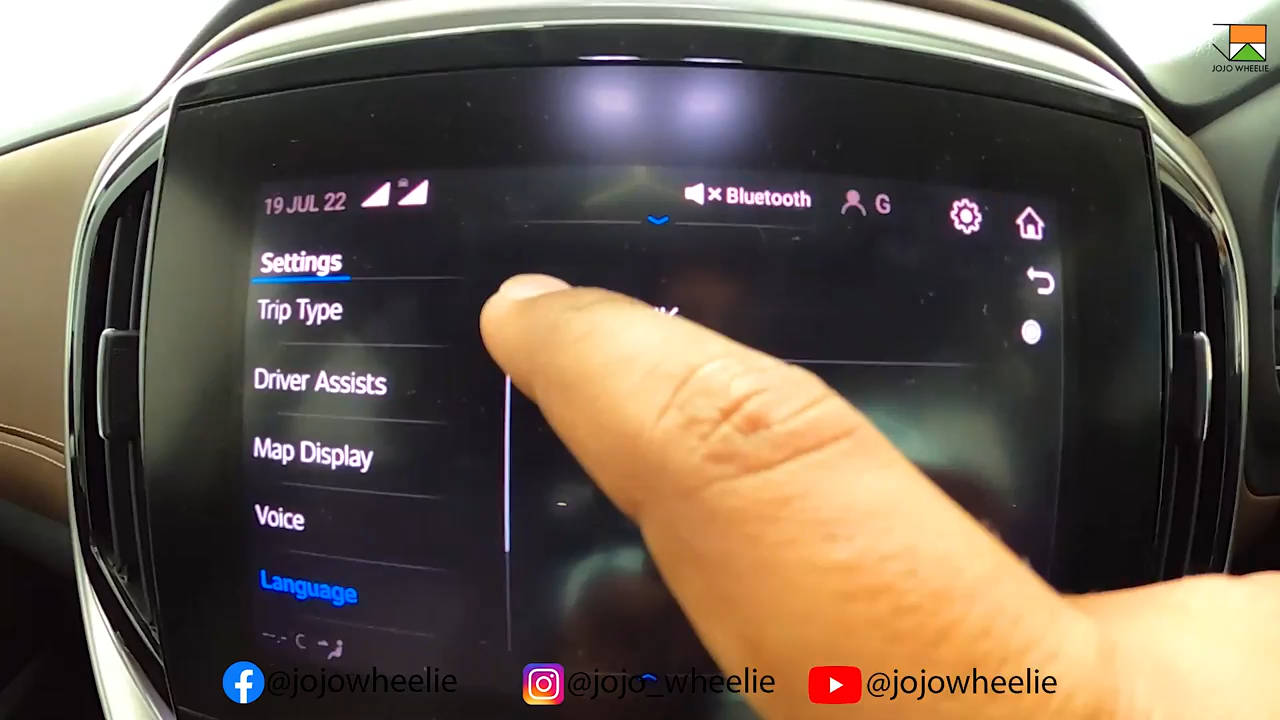 JOJO WHEELIE
19 JUL 22
Bluetooth
G
Settings
Trip Type
Driver Assists
Map Display
Voice
Language
--.- C
@jojowheelie
@jojo_wheelie
@jojowheelie